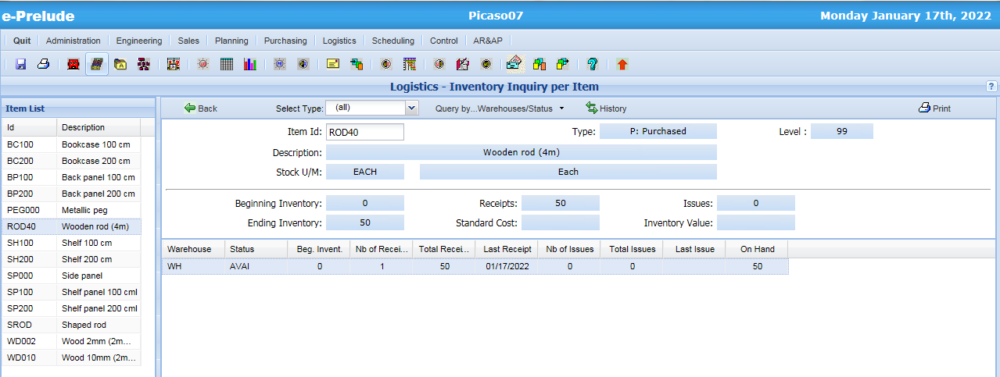 e-Prelude Picaso07 Monday January 17th, 2022
Quit Administration Engineering Sales Planning Purchasing Logistics Scheduling Control AR&AP
Logistics - Inventory Inquiry per Item ?
Item List
Id Description
BC100 Bookcase 100 cm
BC200 Bookcase 200 cm
BP100 Back panel 100 cm
BP200 Back panel 200 cm
PEG000 Metallic peg
ROD40 Wooden rod (4m)
SH100 Shelf 100 cm
SH200 Shelf 200 cm
SP000 Side panel
SP100 Shelf panel 100 cml
SP200 Shelf panel 200 cml
SROD Shaped rod
WD002 Wood 2mm (2m...
WD010 Wood 10mm (2m...
Back Select Type: (all) Query by...Warehouses/Status History Print
Item Id: ROD40 Type: P: Purchased Level : 99
Description: Wooden rod (4m)
Stock U/M: EACH Each
Beginning Inventory: 0 Receipts: 50 Issues: 0
Ending Inventory: 50 Standard Cost: Inventory Value:
Warehouse Status Beg. Invent. Nb of Recei... Total Recei... Last Receipt Nb of Issues Total Issues Last Issue On Hand
WH AVAI 0 1 50 01/17/2022 0 0 50